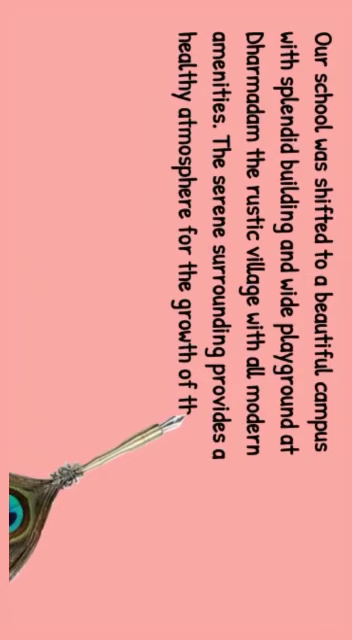 Our school was shifted to a beautiful campus
with splendid building and wide playground at
Dharmadam the rustic village with all modern
amenities. The serene surrounding provides a
healthy atmosphere for the growth of th